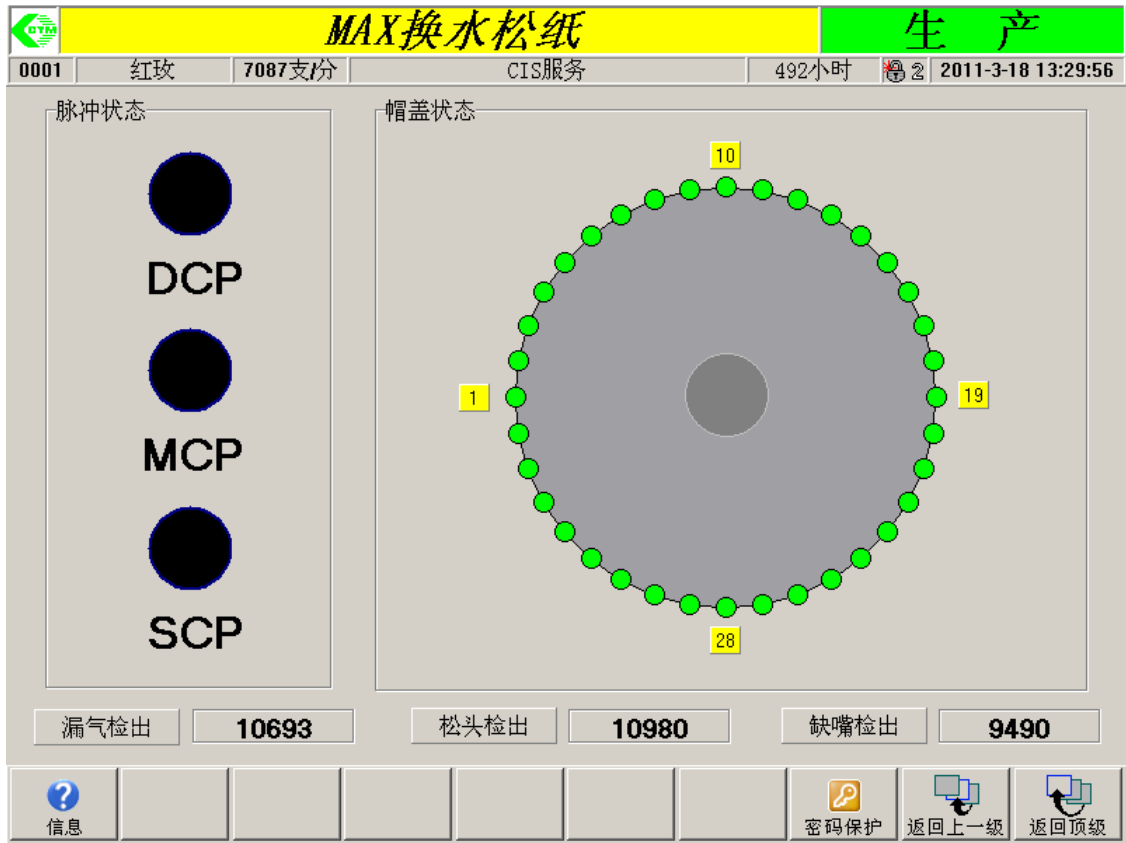 GYM MAX换水松纸 生 产
0001 红玫 7087支/分 CIS服务 492小时 2 2011-3-18 13:29:56
脉冲状态 帽盖状态
10
DCP
1 19
MCP
SCP
28
漏气检出 10693 松头检出 10980 缺嘴检出 9490
信息 密码保护 返回上一级 返回顶级